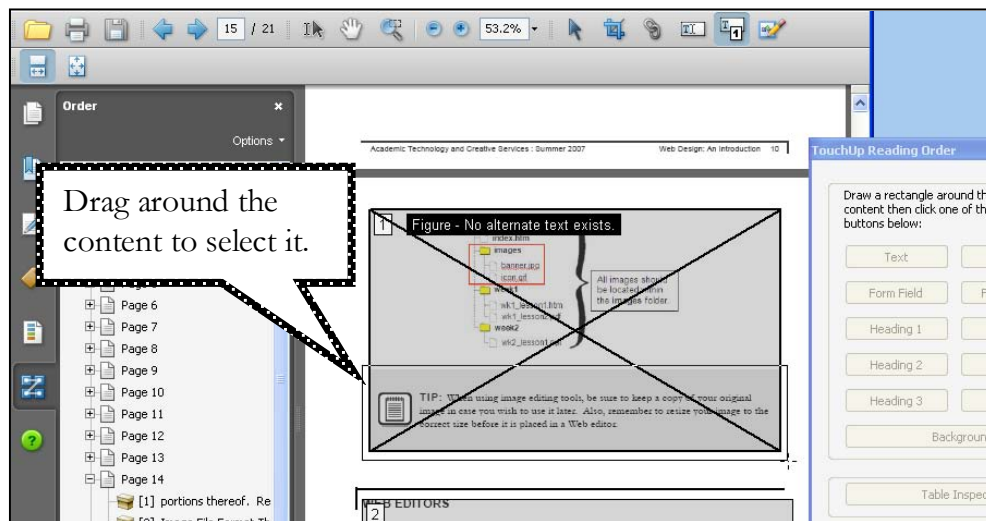 15 / 21
53.2%
Order
×
Options
Drag around the
content to select it.
Page 6
Page 7
Page 8
Page 9
Page 10
Page 11
Page 12
Page 13
Page 14
[1] portions thereof. Re
Academic Technology and Creative Services : Summer 2007 Web Design: An Introduction 10
1 Figure - No alternate text exists.
index.htm
images
banner.jpg
icon.gif
week1
wk1_lesson1.htm
wk1_lesson2.pdf
week2
All images should
be located within
the images folder.
TIP: When using image editing tools, be sure to keep a copy of your original
image in case you wish to use it later. Also, remember to resize your image to the
correct size before it is placed in a Web editor.
2
WEB EDITORS
TouchUp Reading Order
Draw a rectangle around th
content then click one of th
buttons below:
Text
Form Field
F
Heading 1
Heading 2
Heading 3
Backgroun
Table Inspec